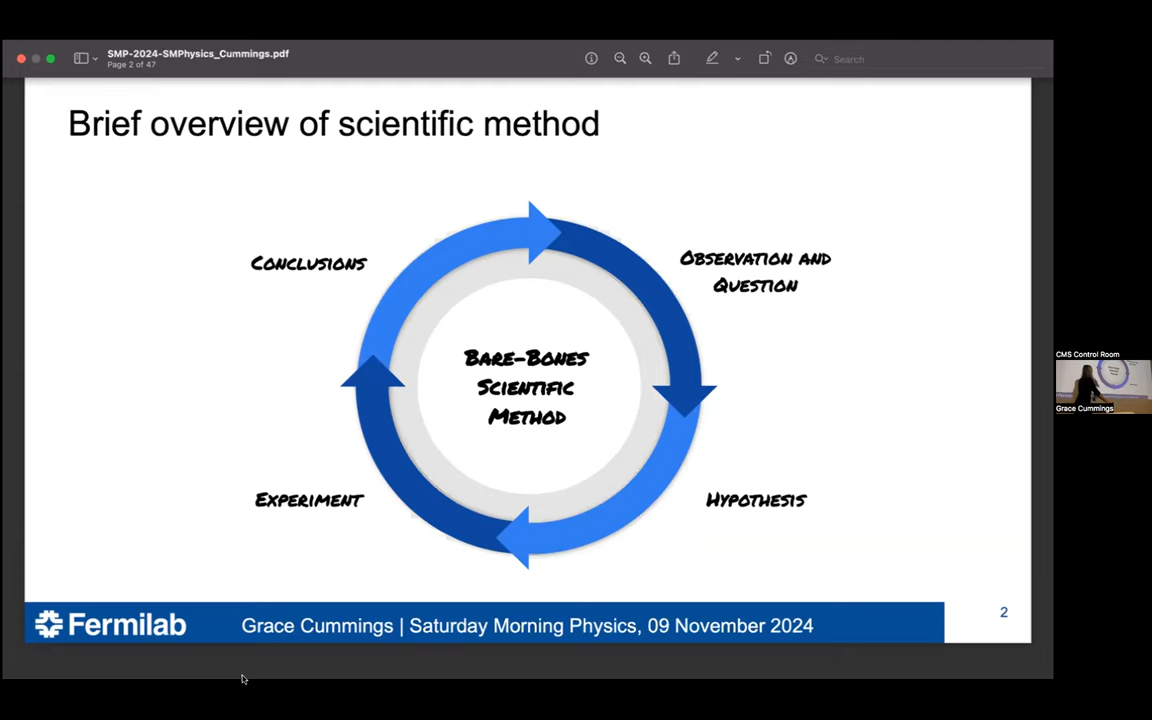 SMP-2024-SMPhysics_Cummings.pdf
Page 2 of 47
Search
Brief overview of scientific method
CONCLUSIONS
OBSERVATION AND
QUESTION
BARE-BONES
SCIENTIFIC
METHOD
EXPERIMENT
HYPOTHESIS
Fermilab
Grace Cummings | Saturday Morning Physics, 09 November 2024
2
CMS Control Room
Grace Cummings